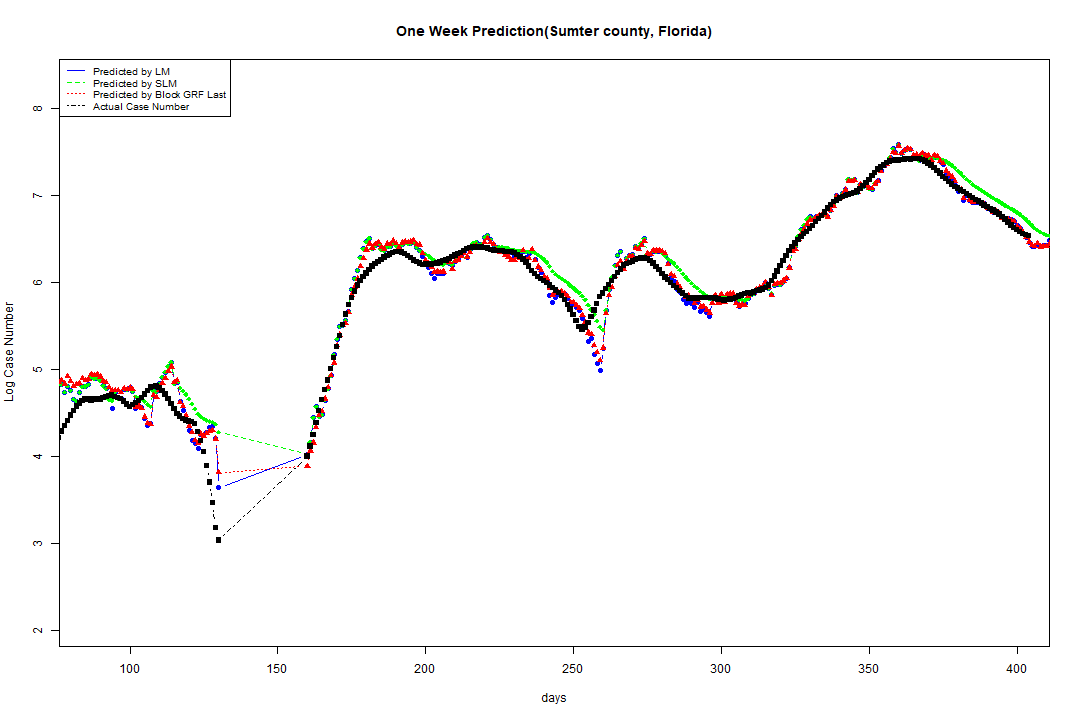 One Week Prediction(Sumter county, Florida)
Predicted by LM
Predicted by SLM
Predicted by Block GRF Last
Actual Case Number
8
7
6
5
4
3
2
Log Case Number
100 150 200 250 300 350 400
days